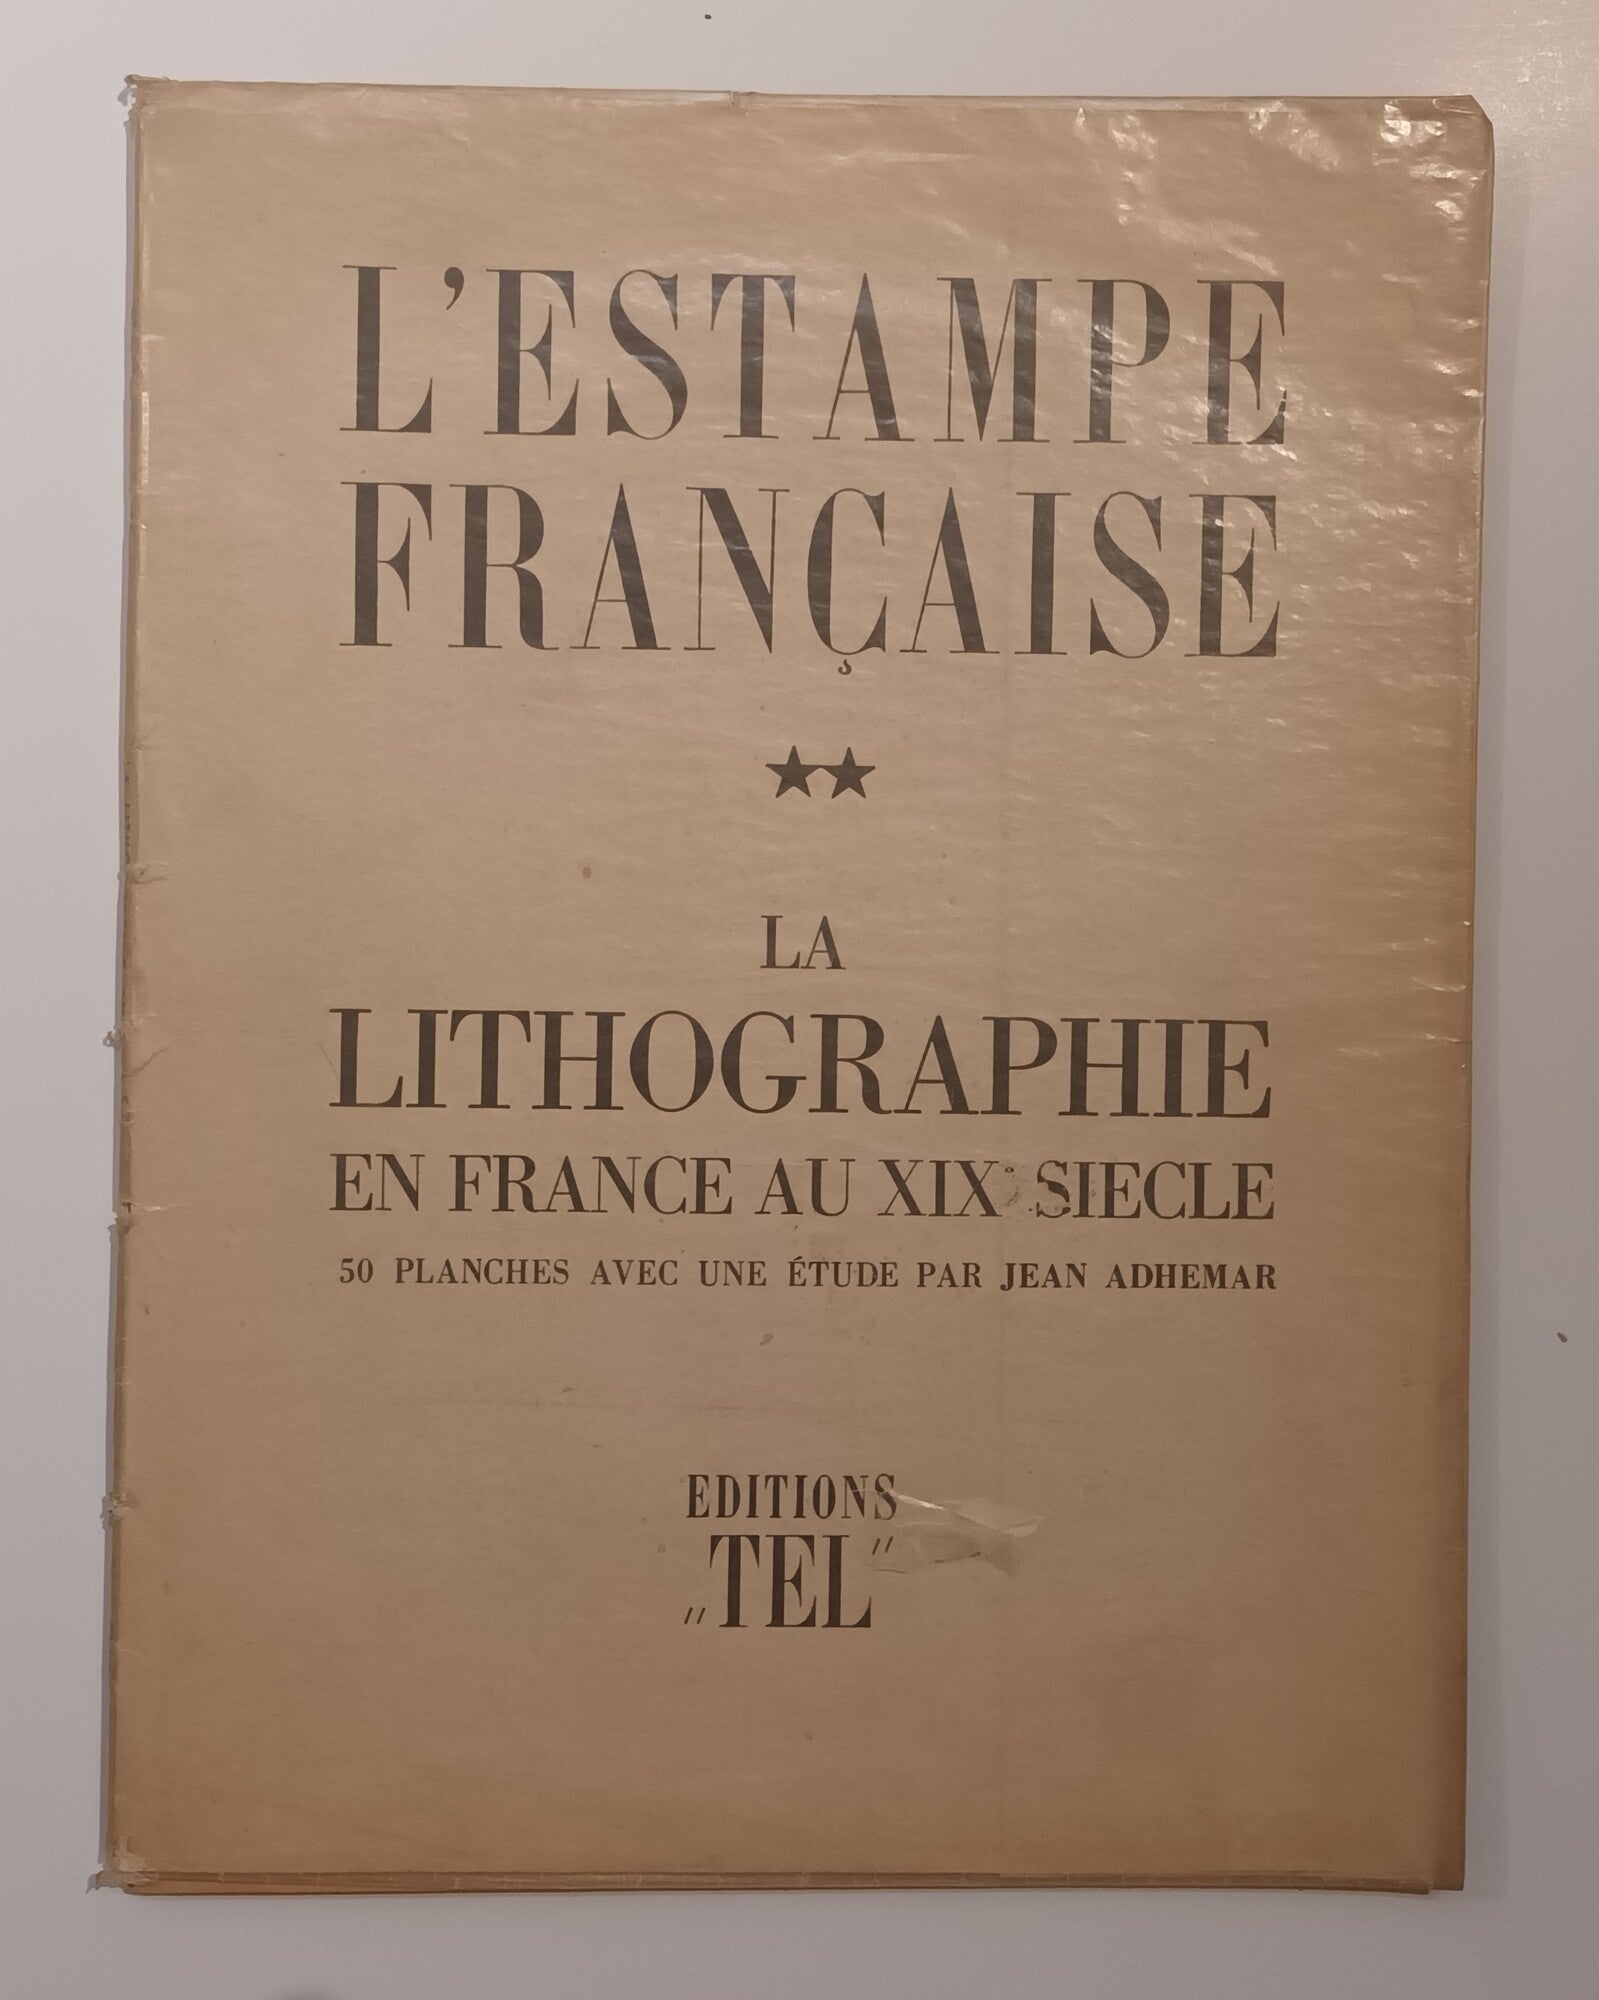 L'ESTAMPE
FRANÇAISE
★★
LA
LITHOGRAPHIE
EN FRANCE AU XIXe SIECLE
50 PLANCHES AVEC UNE ÉTUDE PAR JEAN ADHEMAR
EDITIONS
„TEL"